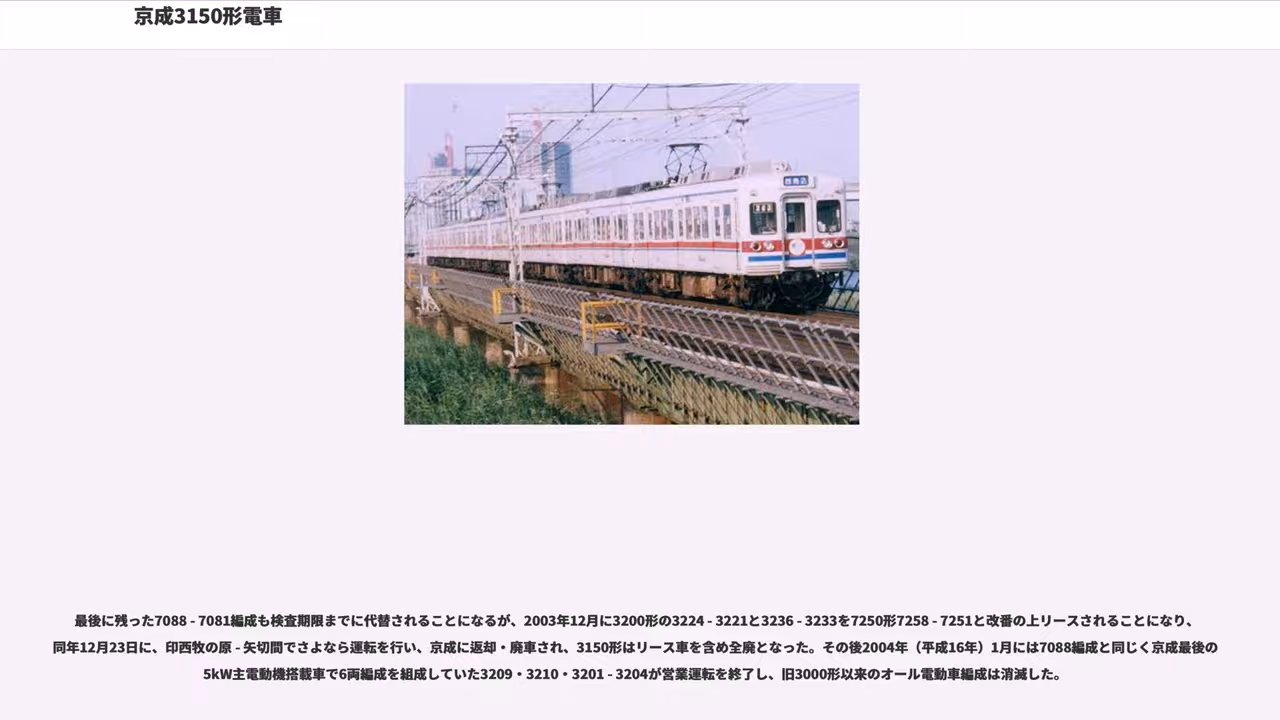 京成3150形電車
最後に残った7088 - 7081編成も検査期限までに代替されることになるが、2003年12月に3200形の3224 - 3221と3236 - 3233を7250形7258 - 7251と改番の上リースされることになり、
同年12月23日に、印西牧の原 - 矢切間でさよなら運転を行い、京成に返却・廃車され、3150形はリース車を含め全廃となった。その後2004年（平成16年）1月には7088編成と同じく京成最後の
5kW主電動機搭載車で6両編成を組成していた3209・3210・3201 - 3204が営業運転を終了し、旧3000形以来のオール電動車編成は消滅した。